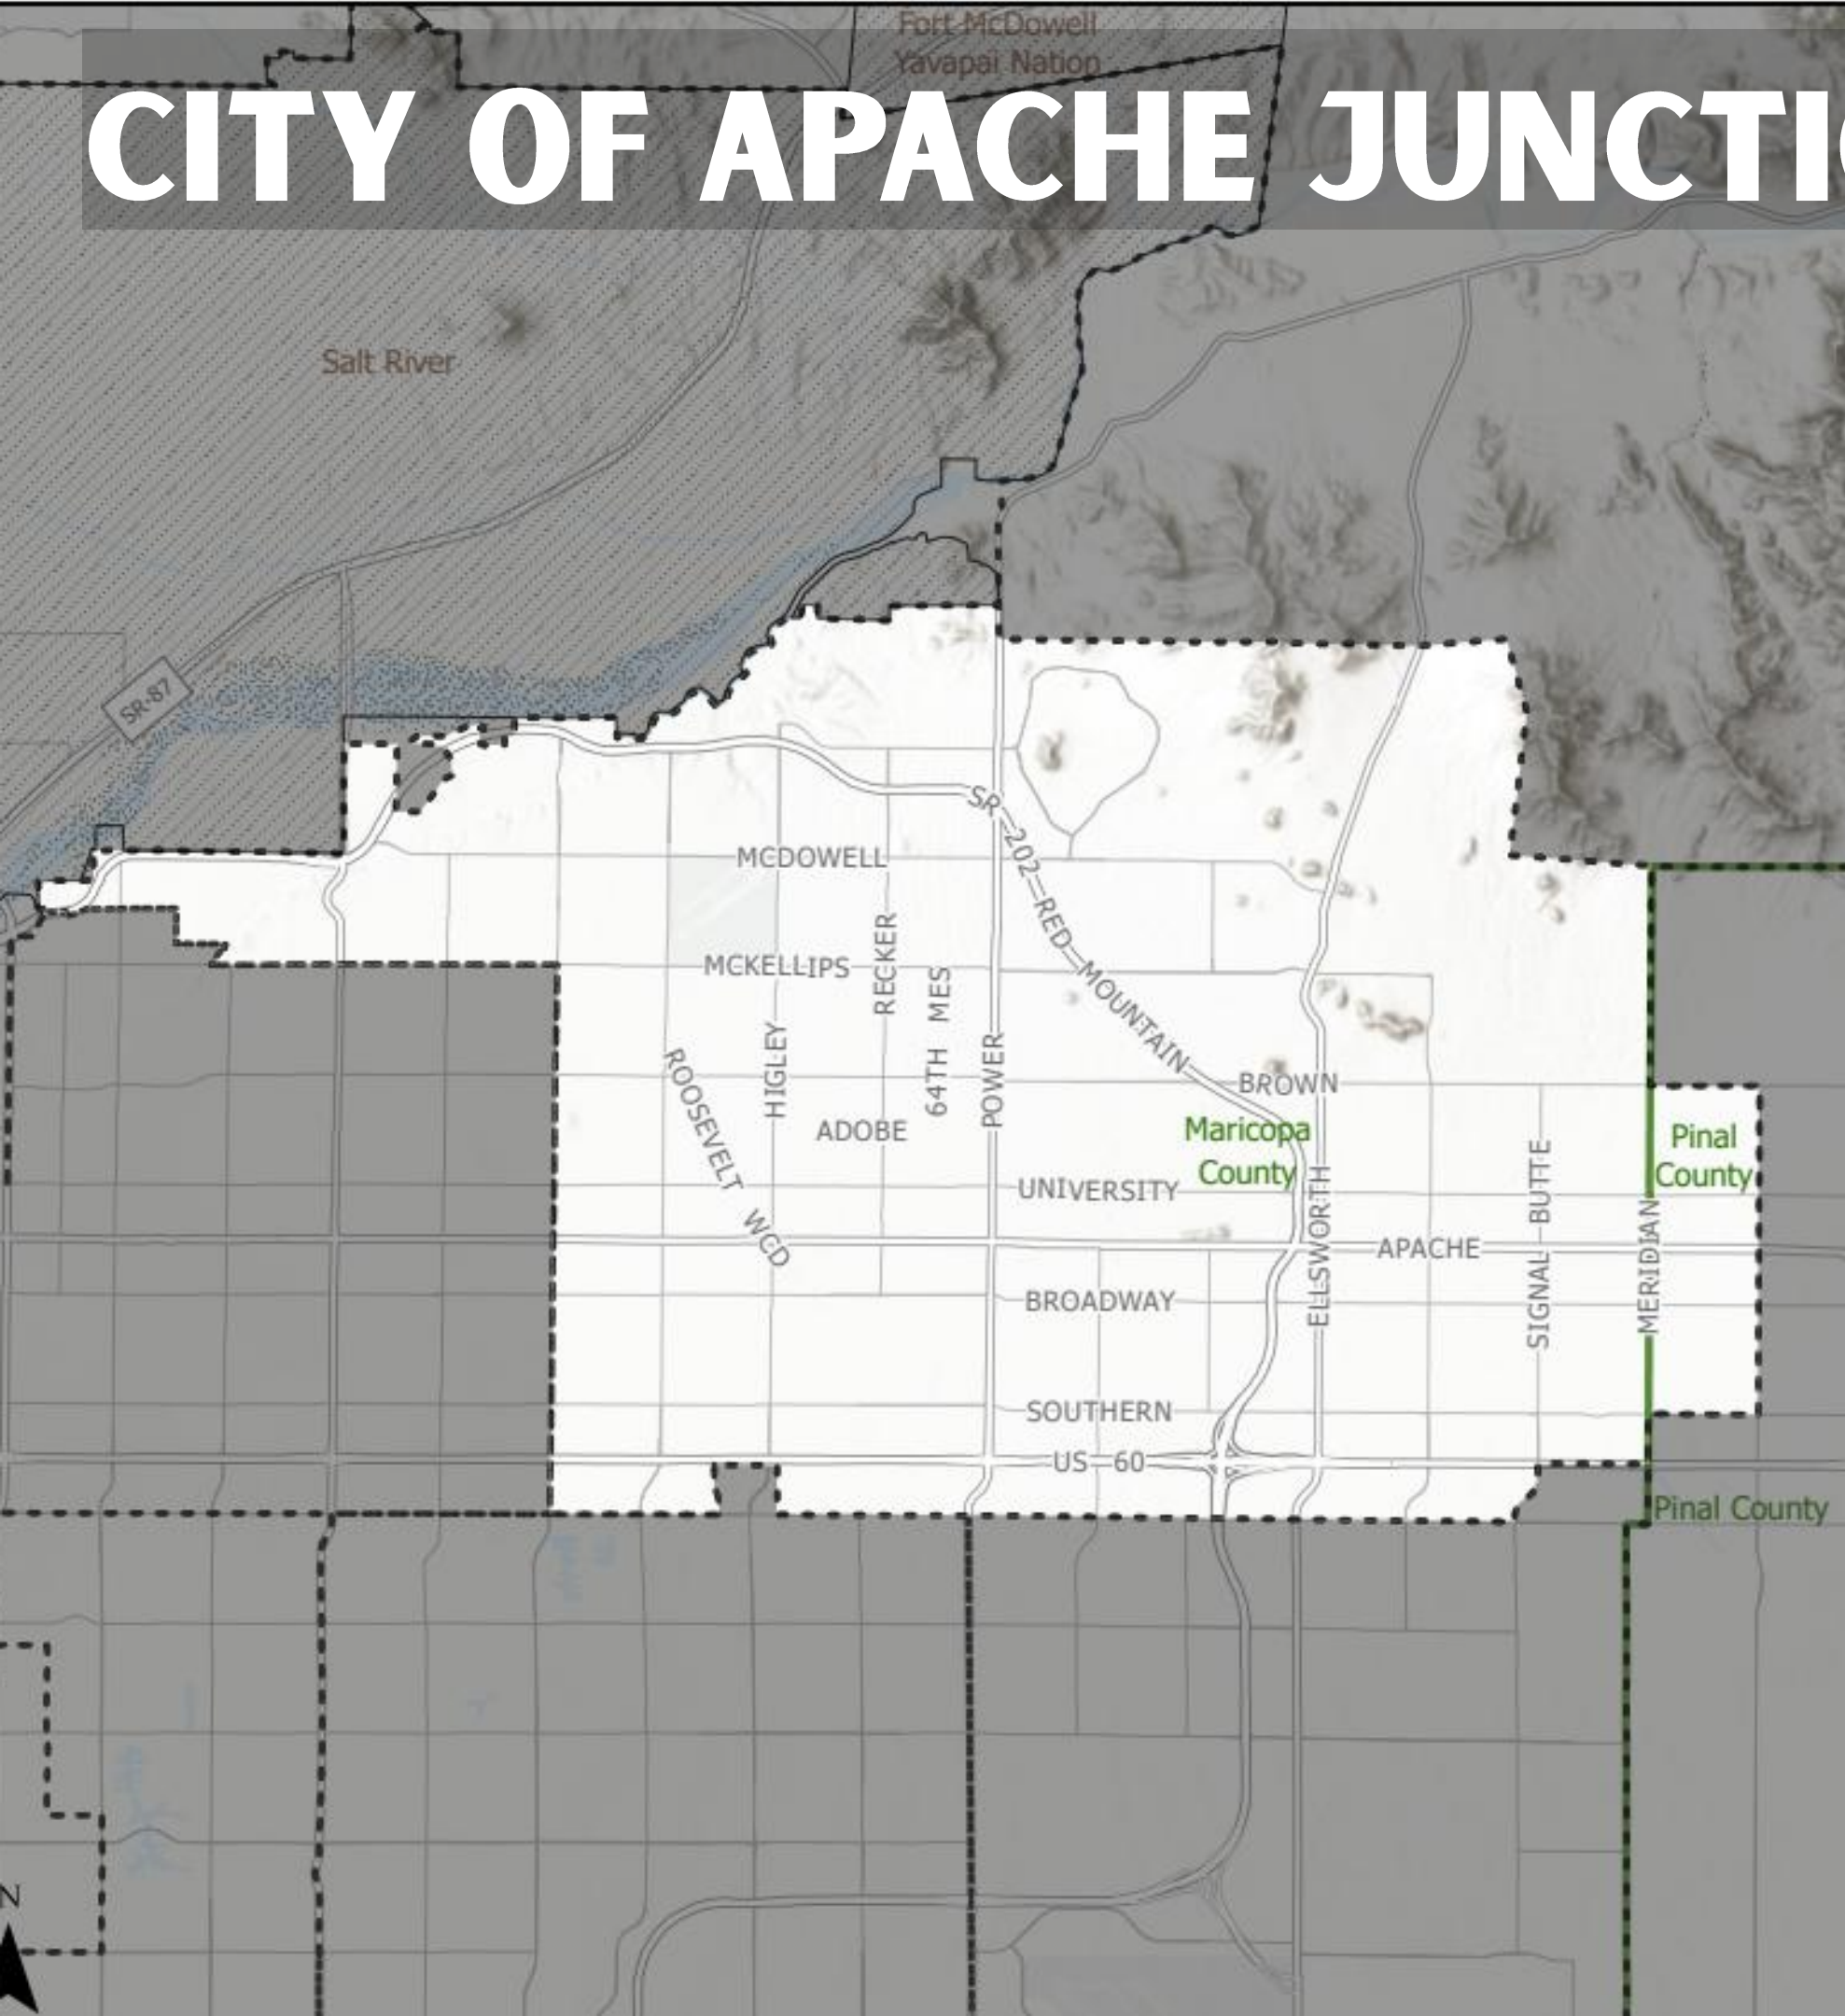 Fort McDowell
Yavapai Nation
CITY OF APACHE JUNCTI
Salt River
SR-87
SR 202 RED MOUNTAIN
MCDOWELL
MCKELLIPS
RECKER
64TH MES
HIGLEY
POWER
ROOSEVELT WCD
BROWN
ADOBE
Maricopa
County
Pinal
County
UNIVERSITY
ELLSWORTH
SIGNAL BUTTE
MERIDIAN
APACHE
BROADWAY
SOUTHERN
US 60
Pinal County
N